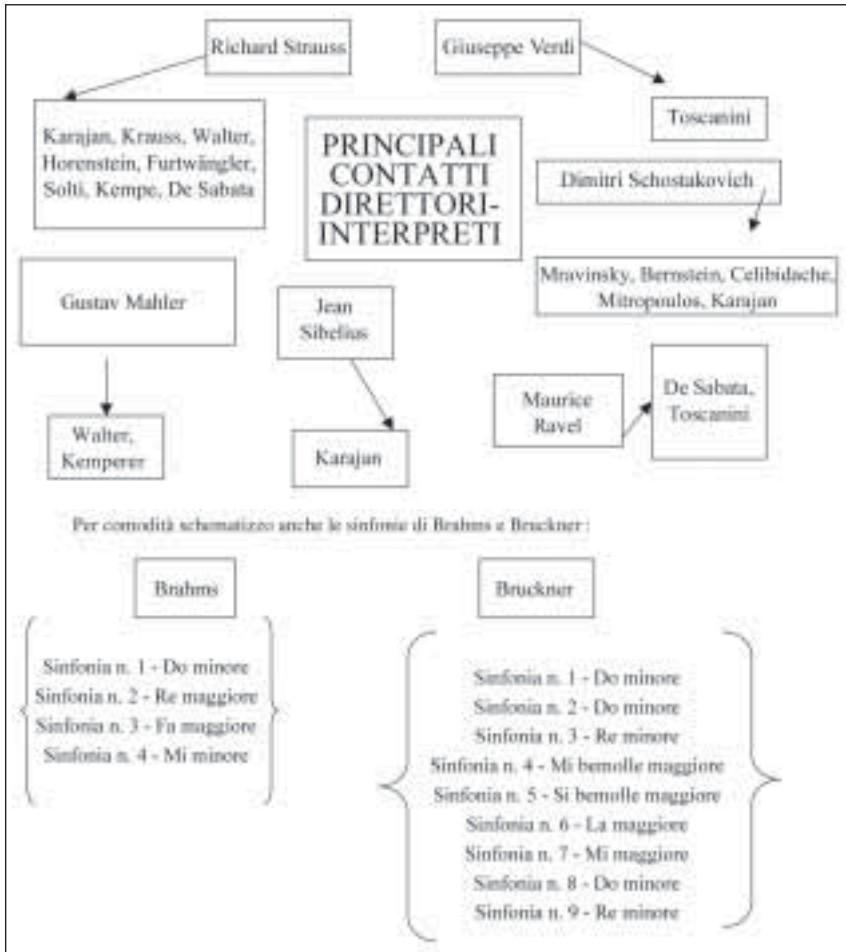 Richard Strauss
Giuseppe Verdi
Karajan, Krauss, Walter,
Horenstein, Furtwängler,
Solti, Kempe, De Sabata
PRINCIPALI
CONTATTI
DIRETTORI-
INTERPRETI
Toscanini
Dimitri Schostakovich
Mravinsky, Bernstein, Celibidache,
Mitropoulos, Karajan
Gustav Mahler
Jean
Sibelius
Walter,
Kemperer
Karajan
Maurice
Ravel
De Sabata,
Toscanini
Per comodità schematizzo anche le sinfonie di Brahms e Bruckner :
Brahms
Sinfonia n. 1 - Do minore
Sinfonia n. 2 - Re maggiore
Sinfonia n. 3 - Fa maggiore
Sinfonia n. 4 - Mi minore
Bruckner
Sinfonia n. 1 - Do minore
Sinfonia n. 2 - Do minore
Sinfonia n. 3 - Re minore
Sinfonia n. 4 - Mi bemolle maggiore
Sinfonia n. 5 - Si bemolle maggiore
Sinfonia n. 6 - La maggiore
Sinfonia n. 7 - Mi maggiore
Sinfonia n. 8 - Do minore
Sinfonia n. 9 - Re minore